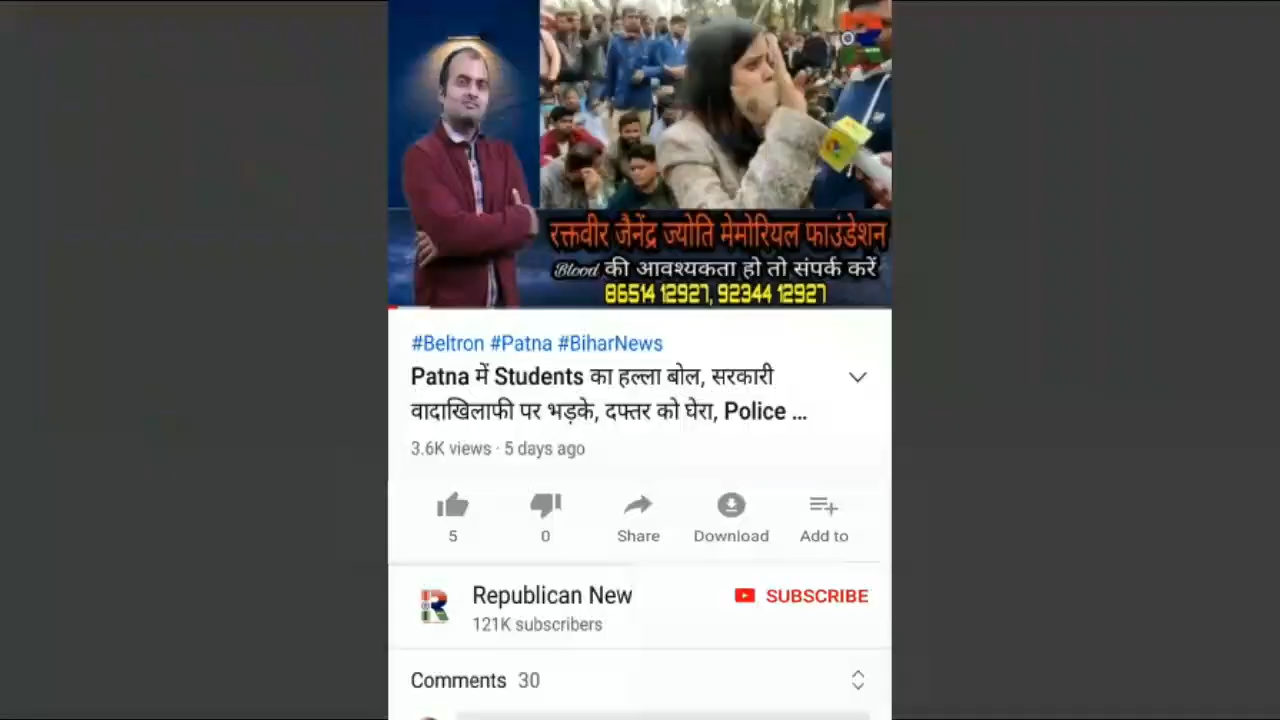 रक्तवीर जैनेंद्र ज्योति मेमोरियल फाउंडेशन
Blood की आवश्यकता हो तो संपर्क करें
86514 12927, 92344 12927
#Beltron #Patna #BiharNews
Patna में Students का हल्ला बोल, सरकारी
वादाखिलाफी पर भड़के, दफ्तर को घेरा, Police ...
3.6K views · 5 days ago
5
0
Share
Download
Add to
R
Republican New
SUBSCRIBE
121K subscribers
Comments 30